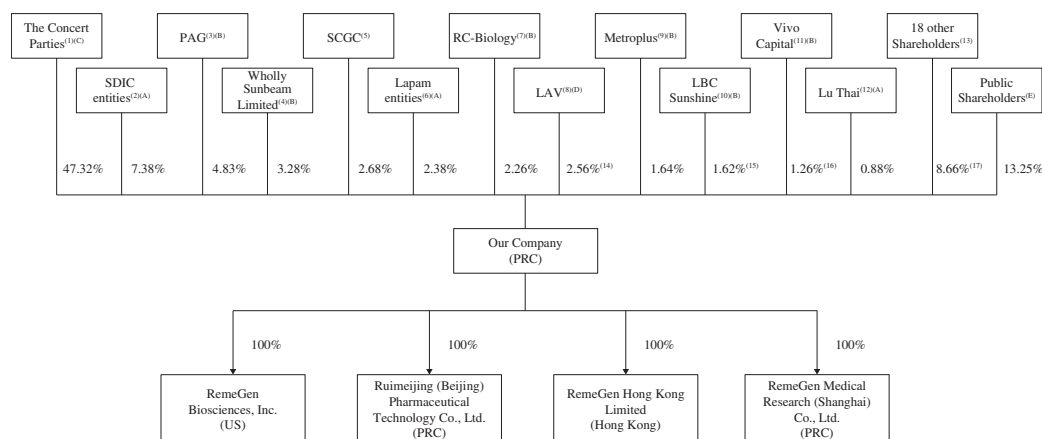 The Concert
Parties(1)(C)
PAG(3)(B)
SCGC(5)
RC-Biology(7)(B)
Metroplus(9)(B)
Vivo
Capital(11)(B)
18 other
Shareholders(13)
SDIC
entities(2)(A)
Wholly
Sunbeam
Limited(4)(B)
Lapam
entities(6)(A)
LAV(8)(D)
LBC
Sunshine(10)(B)
Lu Thai(12)(A)
Public
Shareholders(E)
47.32%
7.38%
4.83%
3.28%
2.68%
2.38%
2.26%
2.56%(14)
1.64%
1.62%(15)
1.26%(16)
0.88%
8.66%(17)
13.25%
Our Company
(PRC)
100%
100%
100%
100%
RemeGen
Biosciences, Inc.
(US)
Ruimeijing (Beijing)
Pharmaceutical
Technology Co., Ltd.
(PRC)
RemeGen Hong Kong
Limited
(Hong Kong)
RemeGen Medical
Research (Shanghai)
Co., Ltd.
(PRC)